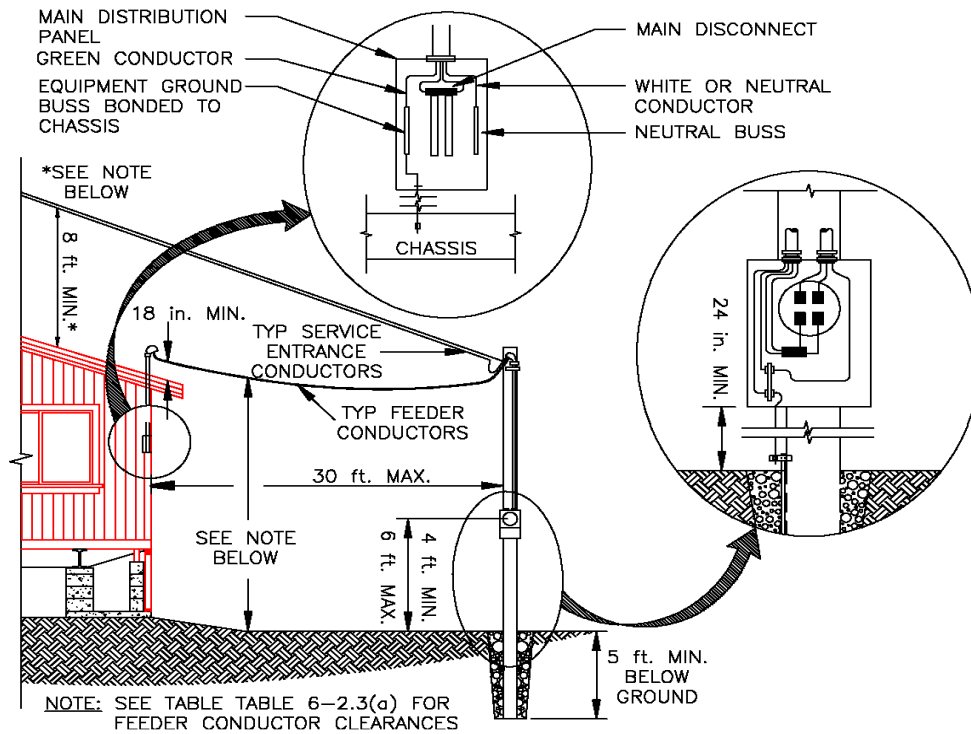 MAIN DISTRIBUTION
PANEL
GREEN CONDUCTOR
EQUIPMENT GROUND
BUSS BONDED TO
CHASSIS
MAIN DISCONNECT
WHITE OR NEUTRAL
CONDUCTOR
NEUTRAL BUSS
CHASSIS
*SEE NOTE
BELOW
8 ft. MIN.*
18 in. MIN.
TYP SERVICE
ENTRANCE
CONDUCTORS
TYP FEEDER
CONDUCTORS
24 in. MIN.
30 ft. MAX.
SEE NOTE
BELOW
4 ft. MIN.
6 ft. MAX.
5 ft. MIN.
BELOW
GROUND
NOTE: SEE TABLE TABLE 6-2.3(a) FOR
FEEDER CONDUCTOR CLEARANCES